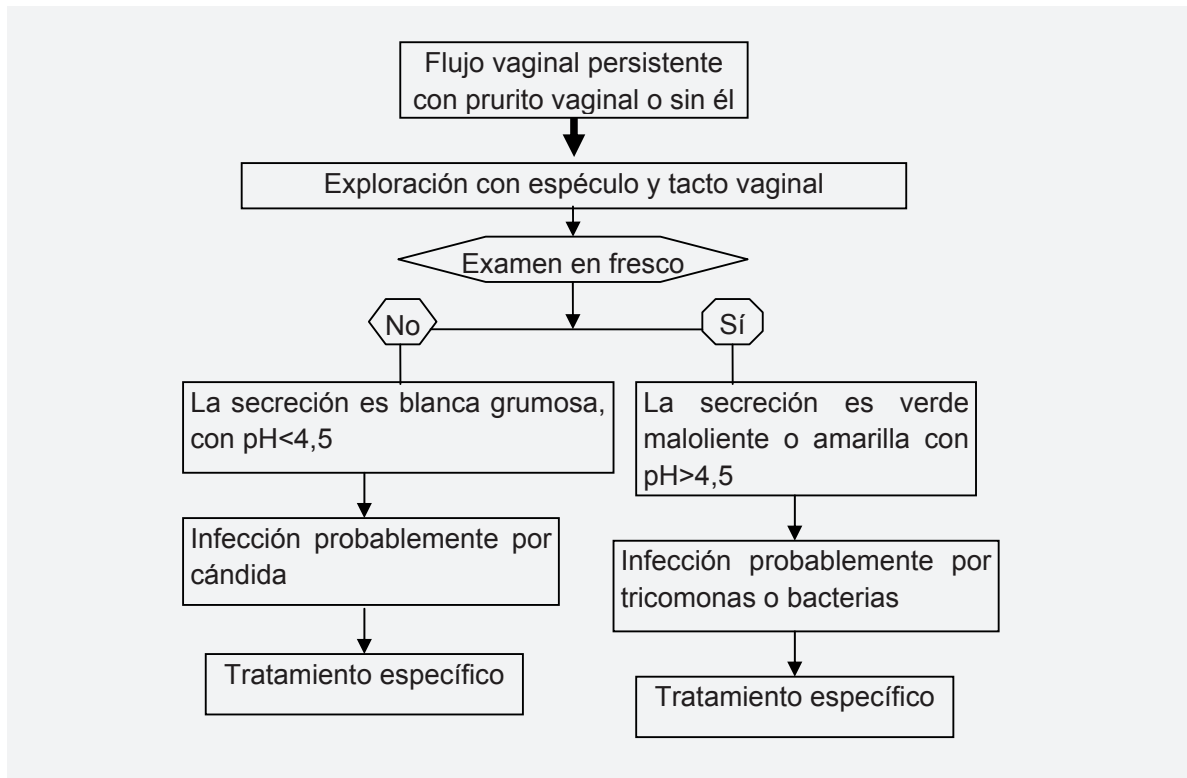 Flujo vaginal persistente
con prurito vaginal o sin él
Exploración con espéculo y tacto vaginal
Examen en fresco
No
Sí
La secreción es blanca grumosa,
con pH<4,5
La secreción es verde
maloliente o amarilla con
pH>4,5
Infección probablemente por
cándida
Infección probablemente por
tricomonas o bacterias
Tratamiento específico
Tratamiento específico